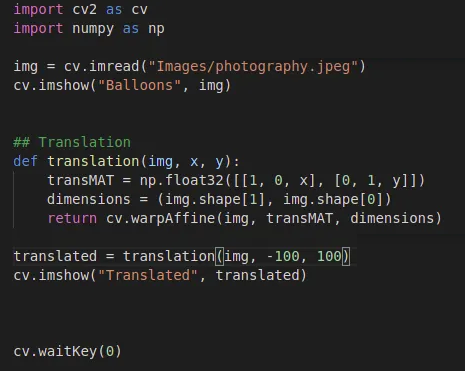 import cv2 as cv
import numpy as np
img = cv.imread("Images/photography.jpeg")
cv.imshow("Balloons", img)
## Translation
def translation(img, x, y):
    transMAT = np.float32([[1, 0, x], [0, 1, y]])
    dimensions = (img.shape[1], img.shape[0])
    return cv.warpAffine(img, transMAT, dimensions)
translated = translation(img, -100, 100)
cv.imshow("Translated", translated)
cv.waitKey(0)